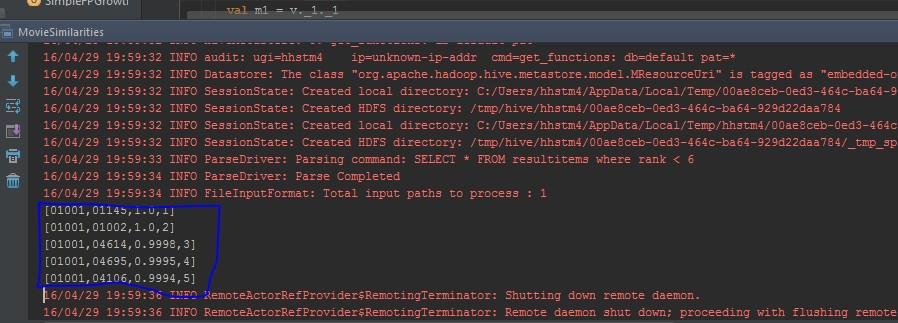 SimpleFPGrowth
val m1 = v._1._1
MovieSimilarities
16/04/29 19:59:32 INFO audit: ugi=hhstm4 ip=unknown-ip-addr cmd=get_functions: db=default pat=*
16/04/29 19:59:32 INFO Datastore: The class "org.apache.hadoop.hive.metastore.model.MResourceUri" is tagged as "embedded-o
16/04/29 19:59:32 INFO SessionState: Created local directory: C:/Users/hhstm4/AppData/Local/Temp/00ae8ceb-0ed3-464c-ba64-9
16/04/29 19:59:32 INFO SessionState: Created HDFS directory: /tmp/hive/hhstm4/00ae8ceb-0ed3-464c-ba64-929d22daa784
16/04/29 19:59:32 INFO SessionState: Created local directory: C:/Users/hhstm4/AppData/Local/Temp/hhstm4/00ae8ceb-0ed3-464c
16/04/29 19:59:32 INFO SessionState: Created HDFS directory: /tmp/hive/hhstm4/00ae8ceb-0ed3-464c-ba64-929d22daa784/_tmp_sp
16/04/29 19:59:33 INFO ParseDriver: Parsing command: SELECT * FROM resultitems where rank < 6
16/04/29 19:59:34 INFO ParseDriver: Parse Completed
16/04/29 19:59:34 INFO FileInputFormat: Total input paths to process : 1
[01001,01145,1.0,1]
[01001,01002,1.0,2]
[01001,04614,0.9998,3]
[01001,04695,0.9995,4]
[01001,04106,0.9994,5]
16/04/29 19:59:36 INFO RemoteActorRefProvider$RemotingTerminator: Shutting down remote daemon.
16/04/29 19:59:36 INFO RemoteActorRefProvider$RemotingTerminator: Remote daemon shut down; proceeding with flushing remote